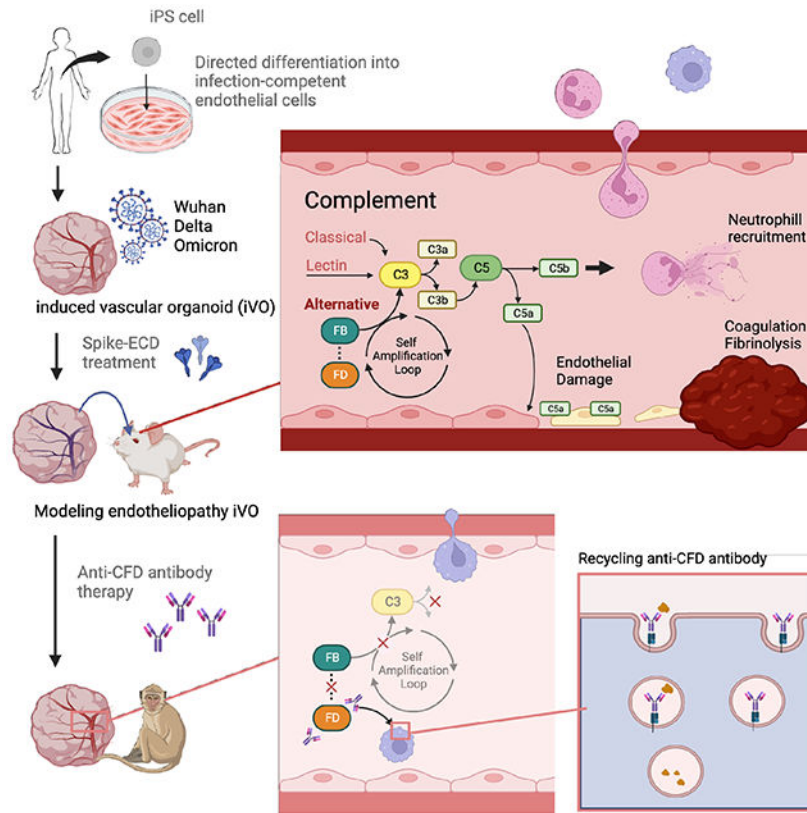 iPS cell
Directed differentiation into
infection-competent
endothelial cells
Wuhan
Delta
Omicron
induced vascular organoid (iVO)
Spike-ECD
treatment
Modeling endotheliopathy iVO
Anti-CFD antibody
therapy
Complement
Classical
Lectin
Alternative
C3
C3a
C3b
C5
C5b
C5a
FB
FD
Self
Amplification
Loop
Endothelial
Damage
C5a
C5a
Neutrophill
recruitment
Coagulation
Fibrinolysis
C3
FB
FD
Self
Amplification
Loop
Recycling anti-CFD antibody